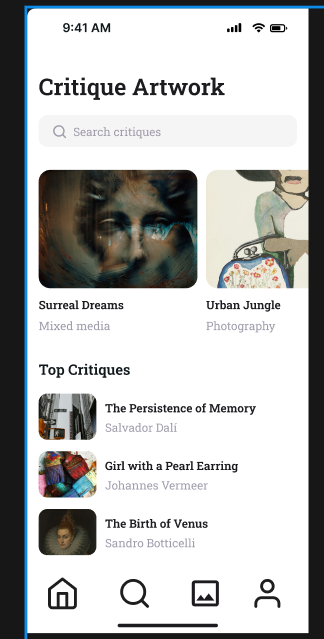 9:41 AM
Critique Artwork
Search critiques
Surreal Dreams
Mixed media
Urban Jungle
Photography
Top Critiques
The Persistence of Memory
Salvador Dalí
Girl with a Pearl Earring
Johannes Vermeer
The Birth of Venus
Sandro Botticelli